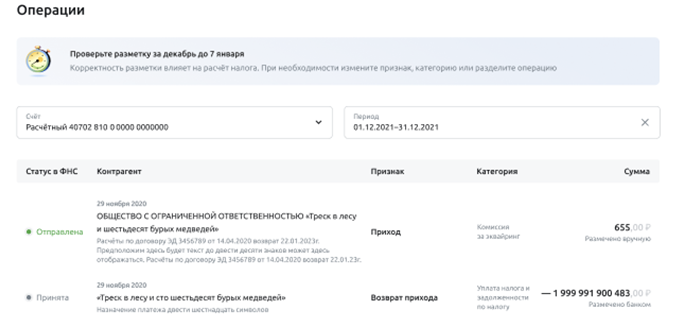 Операции
Проверьте разметку за декабрь до 7 января
Корректность разметки влияет на расчёт налога. При необходимости измените признак, категорию или разделите операцию
Счёт
Расчётный 40702 810 0 0000 0000000
Период
01.12.2021–31.12.2021
Статус в ФНС Контрагент Признак Категория Сумма
29 ноября 2020
ОБЩЕСТВО С ОГРАНИЧЕННОЙ ОТВЕТСТВЕННОСТЬЮ «Треск в лесу
и шестьдесят бурых медведей»
Расчёты по договору ЭД 3456789 от 14.04.2020 возврат 22.01.2023г.
Предположим здесь будет текст до двести десяти знаков может здесь
отображаться. Расчёты по договору ЭД 3456789 от 14.04.2020 возврат 22.01.23г.
Отправлена
Приход
Комиссия
за эквайринг
655,00 ₽
Размечено вручную
29 ноября 2020
«Треск в лесу и сто шестьдесят бурых медведей»
Назначение платежа двести шестнадцать символов
Принята
Возврат прихода
Уплата налога и
задолженности
по налогу
— 1 999 991 900 483,00 ₽
Размечено банком